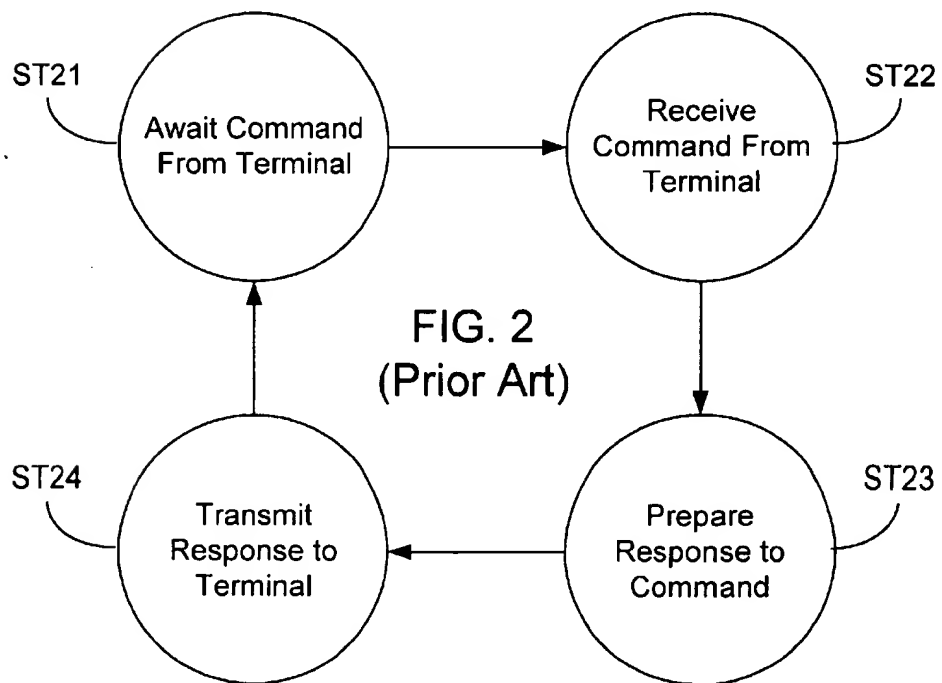 ST21
Await Command
From Terminal
Receive
Command From
Terminal
ST22
FIG. 2
(Prior Art)
ST24
Transmit
Response to
Terminal
Prepare
Response to
Command
ST23